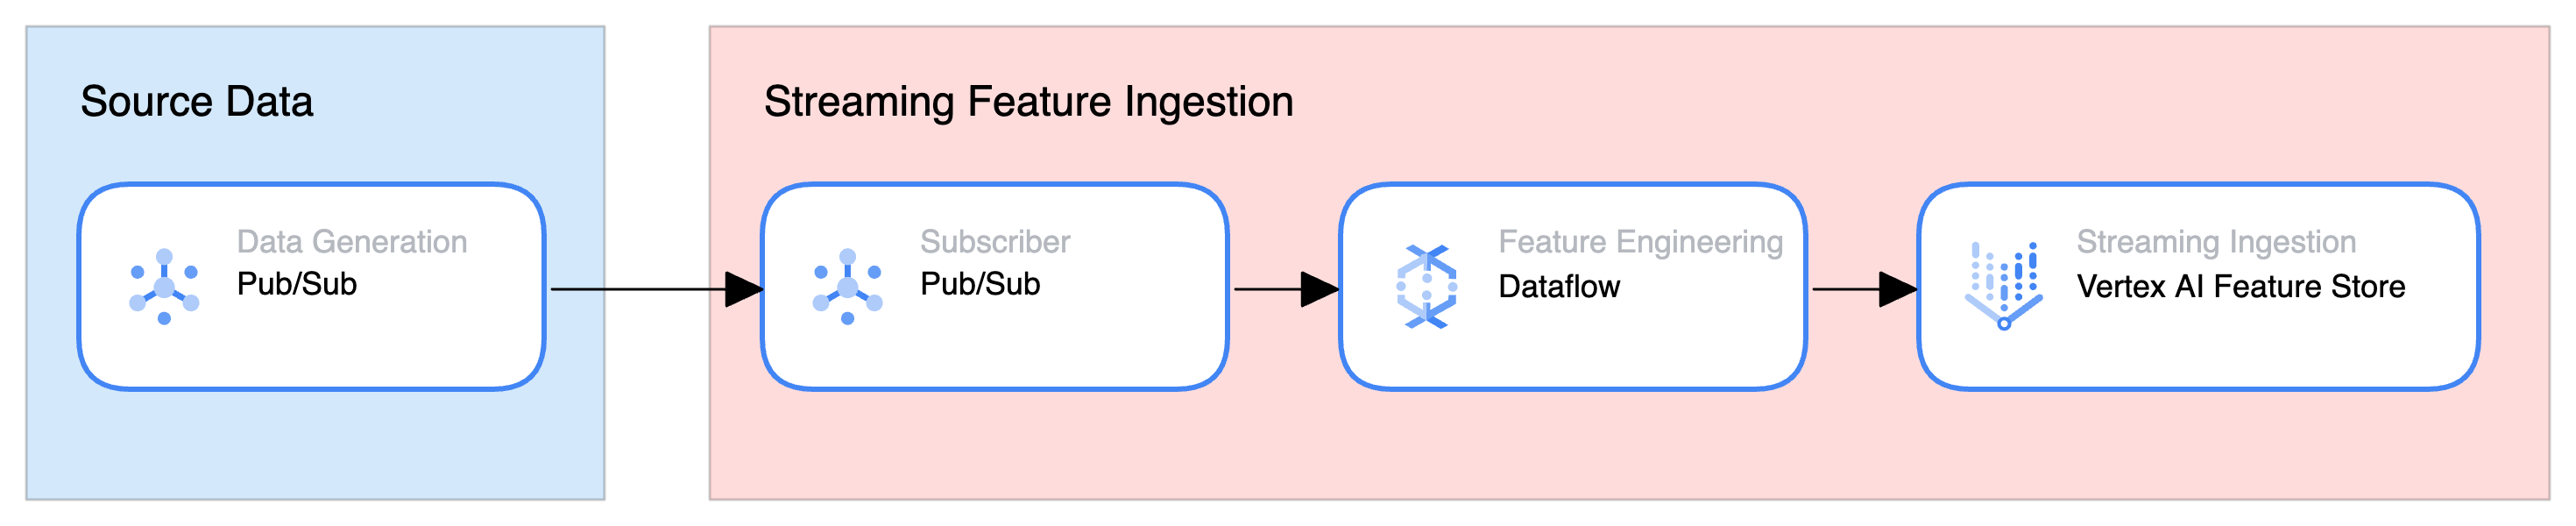 Source Data
Data Generation
Pub/Sub
Streaming Feature Ingestion
Subscriber
Pub/Sub
Feature Engineering
Dataflow
Streaming Ingestion
Vertex AI Feature Store